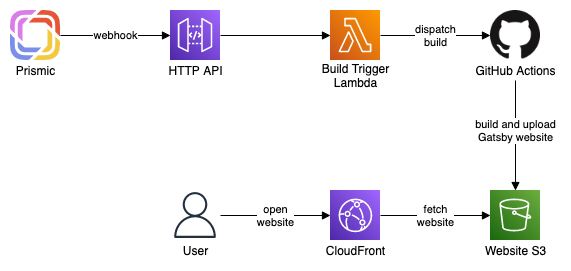 webhook
dispatch
build
Prismic
HTTP API
Build Trigger
Lambda
GitHub Actions
build and upload
Gatsby website
open
website
fetch
website
User
CloudFront
Website S3